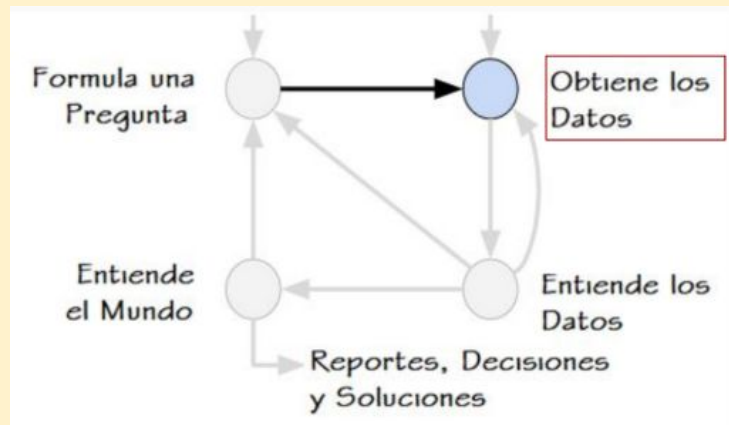 Formula una
Pregunta
Obtiene los
Datos
Entiende
el Mundo
Entiende los
Datos
Reportes, Decisiones
y Soluciones